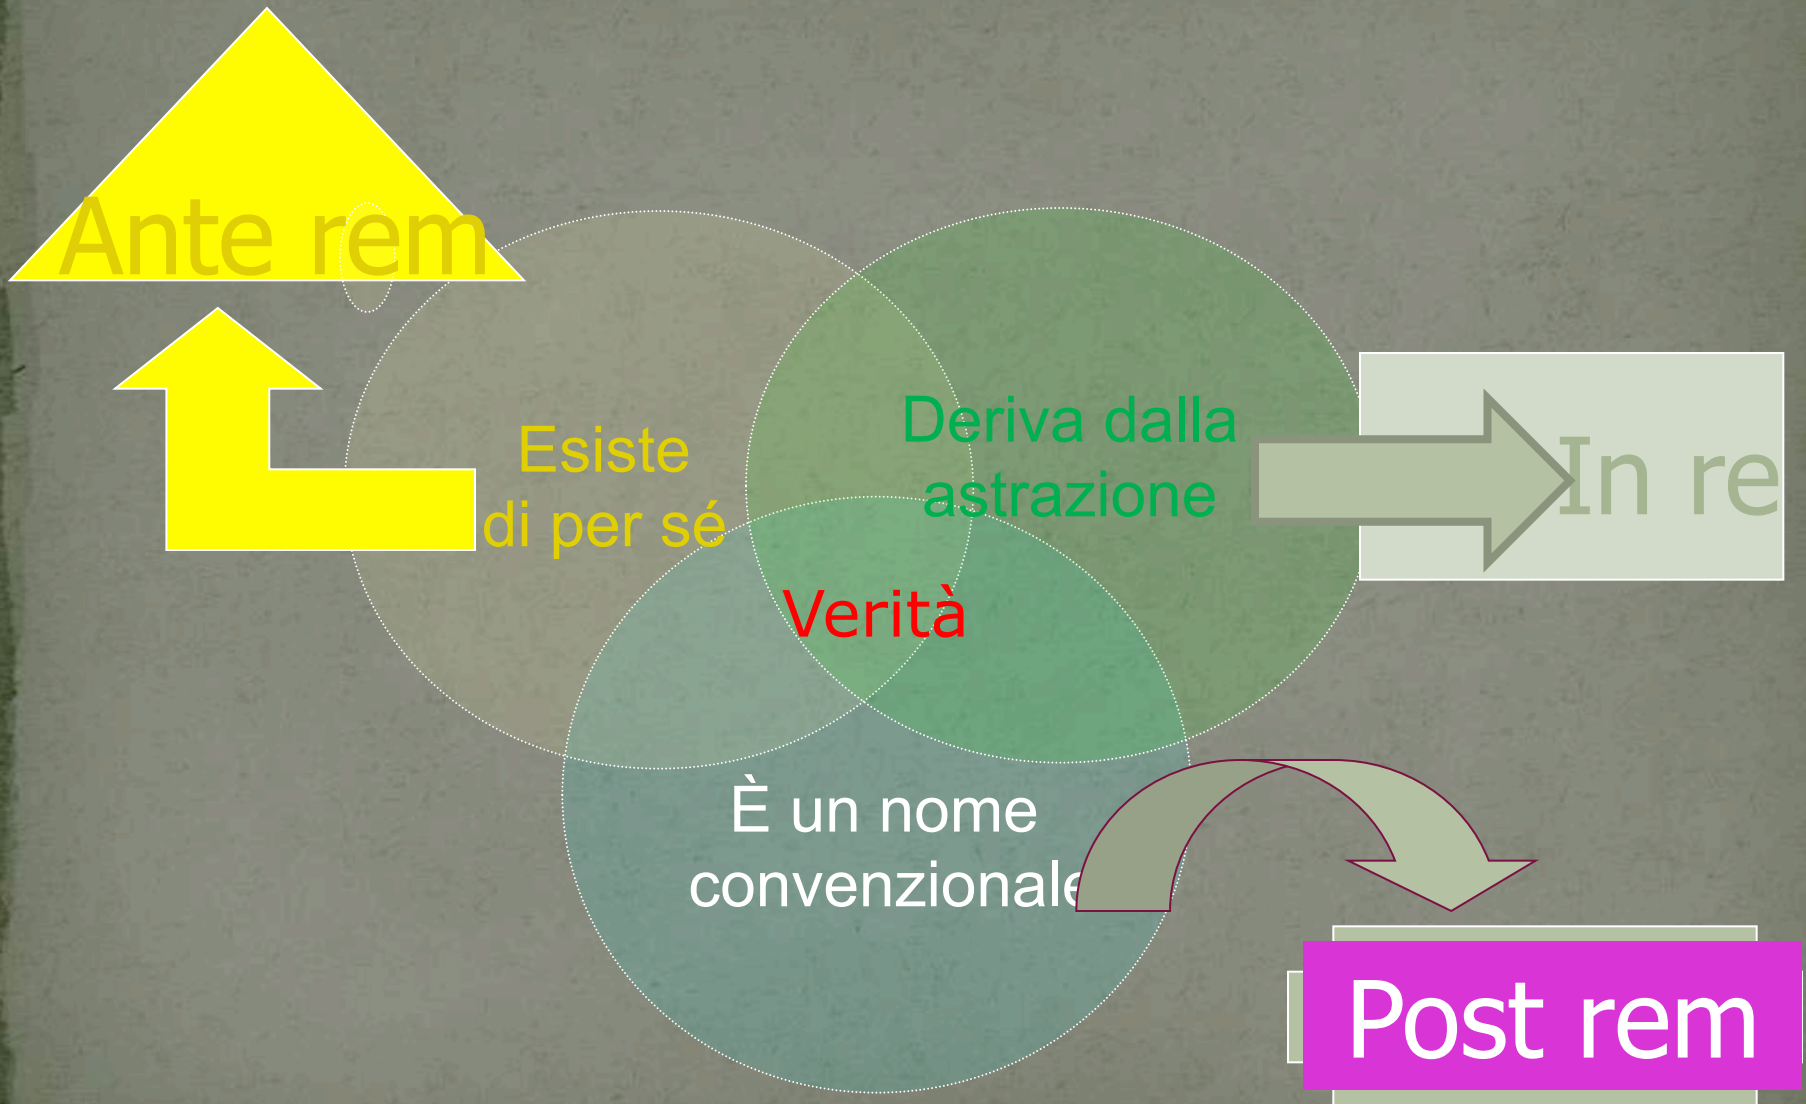 Ante rem
Esiste
di per sé
Deriva dalla
astrazione
In re
Verità
È un nome
convenzionale
Post rem